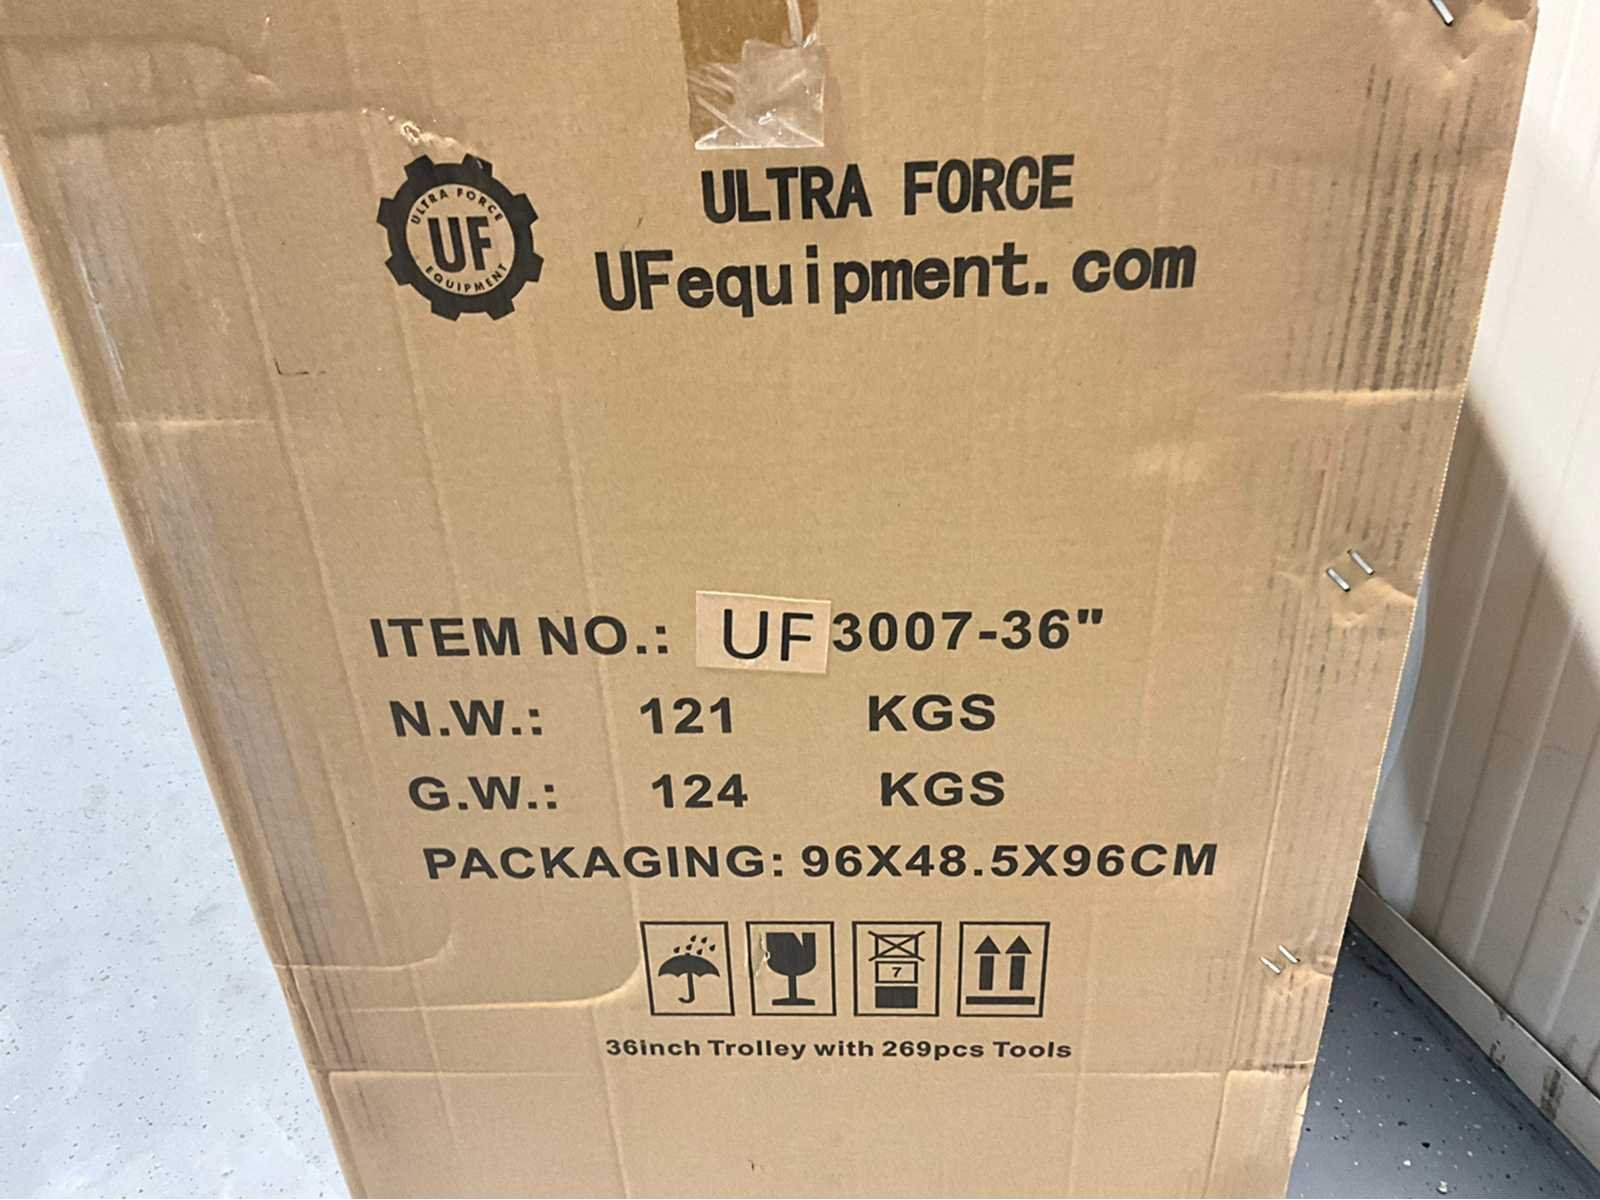 ULTRA FORCE
UF
EQUIPMENT
ULTRA FORCE
UFequipment.com
ITEM NO.: UF 3007-36"
N.W.: 121 KGS
G.W.: 124 KGS
PACKAGING: 96X48.5X96CM
7
36inch Trolley with 269pcs Tools